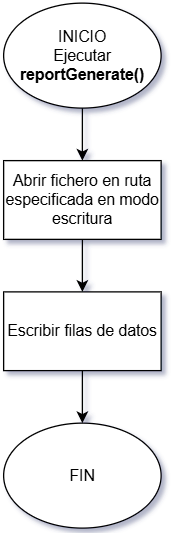 INICIO
Ejecutar
reportGenerate()
Abrir fichero en ruta
especificada en modo
escritura
Escribir filas de datos
FIN